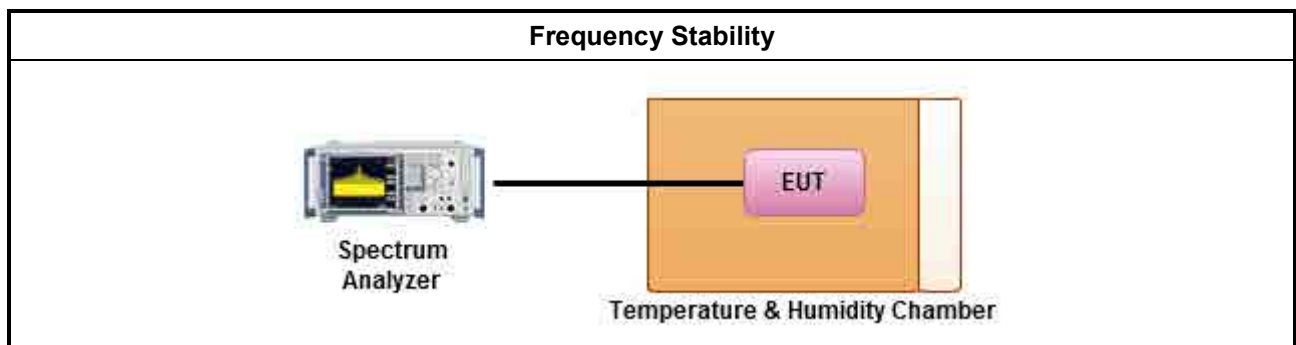 Frequency Stability
EUT
Spectrum
Analyzer
Temperature & Humidity Chamber